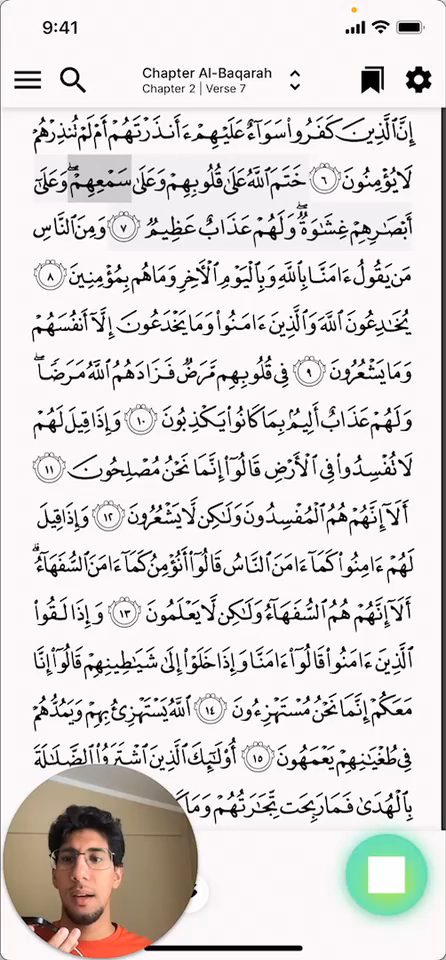 9:41
Chapter Al-Baqarah
Chapter 2 | Verse 7
إِنَّ ٱلَّذِينَ كَفَرُوا۟ سَوَآءٌ عَلَيْهِمْ ءَأَنذَرْتَهُمْ أَمْ لَمْ تُنذِرْهُمْ
لَا يُؤْمِنُونَ ٦ خَتَمَ ٱللَّهُ عَلَىٰ قُلُوبِهِمْ وَعَلَىٰ سَمْعِهِمْ ۖ وَعَلَىٰٓ
أَبْصَـٰرِهِمْ غِشَـٰوَةٌ ۖ وَلَهُمْ عَذَابٌ عَظِيمٌ ٧ وَمِنَ ٱلنَّاسِ
مَن يَقُولُ ءَامَنَّا بِٱللَّهِ وَبِٱلْيَوْمِ ٱلْـَٔاخِرِ وَمَا هُم بِمُؤْمِنِينَ ٨
يُخَـٰدِعُونَ ٱللَّهَ وَٱلَّذِينَ ءَامَنُوا۟ وَمَا يَخْدَعُونَ إِلَّآ أَنفُسَهُمْ
وَمَا يَشْعُرُونَ ٩ فِى قُلُوبِهِم مَّرَضٌ فَزَادَهُمُ ٱللَّهُ مَرَضًا ۖ
وَلَهُمْ عَذَابٌ أَلِيمٌۢ بِمَا كَانُوا۟ يَكْذِبُونَ ١٠ وَإِذَا قِيلَ لَهُمْ
لَا تُفْسِدُوا۟ فِى ٱلْأَرْضِ قَالُوٓا۟ إِنَّمَا نَحْنُ مُصْلِحُونَ ١١
أَلَآ إِنَّهُمْ هُمُ ٱلْمُفْسِدُونَ وَلَـٰكِن لَّا يَشْعُرُونَ ١٢ وَإِذَا قِيلَ
لَهُمْ ءَامِنُوا۟ كَمَآ ءَامَنَ ٱلنَّاسُ قَالُوٓا۟ أَنُؤْمِنُ كَمَآ ءَامَنَ ٱلسُّفَهَآءُ ۗ
أَلَآ إِنَّهُمْ هُمُ ٱلسُّفَهَآءُ وَلَـٰكِن لَّا يَعْلَمُونَ ١٣ وَإِذَا لَقُوا۟
ٱلَّذِينَ ءَامَنُوا۟ قَالُوٓا۟ ءَامَنَّا وَإِذَا خَلَوْا۟ إِلَىٰ شَيَـٰطِينِهِمْ قَالُوٓا۟ إِنَّا
مَعَكُمْ إِنَّمَا نَحْنُ مُسْتَهْزِءُونَ ١٤ ٱللَّهُ يَسْتَهْزِئُ بِهِمْ وَيَمُدُّهُمْ
فِى طُغْيَـٰنِهِمْ يَعْمَهُونَ ١٥ أُو۟لَـٰٓئِكَ ٱلَّذِينَ ٱشْتَرَوُا۟ ٱلضَّلَـٰلَةَ
بِٱلْهُدَىٰ فَمَا رَبِحَت تِّجَـٰرَتُهُمْ وَمَا